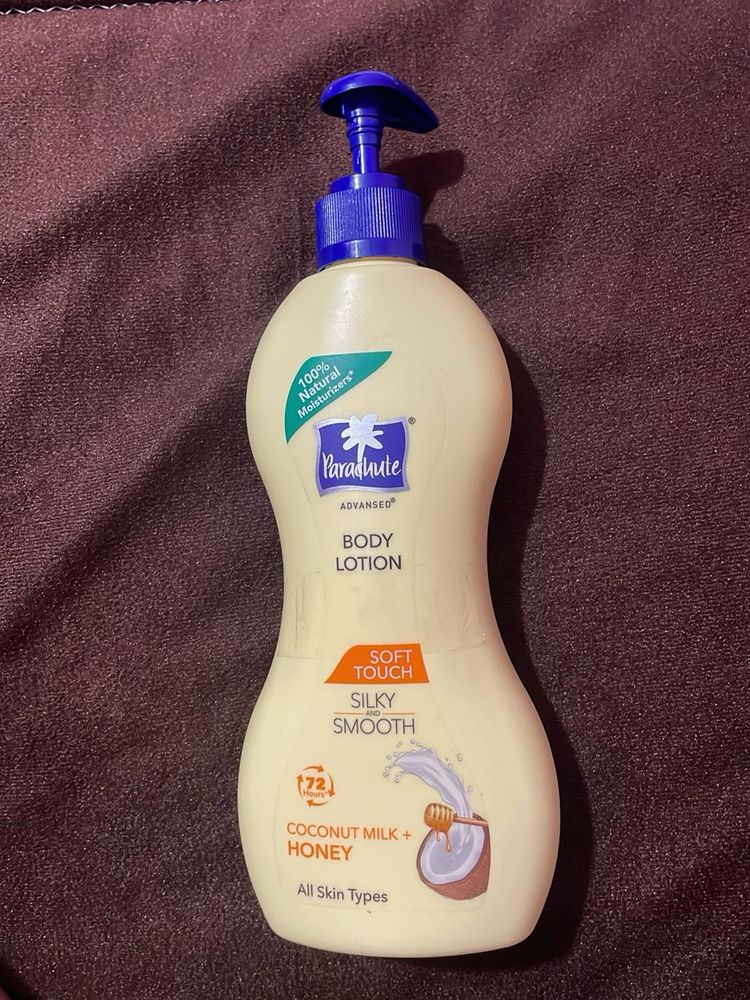 100%
Natural
Moisturizers*
Parachute®
ADVANSED®
BODY
LOTION
SOFT
TOUCH
SILKY
AND
SMOOTH
72
Hours*
COCONUT MILK +
HONEY
All Skin Types